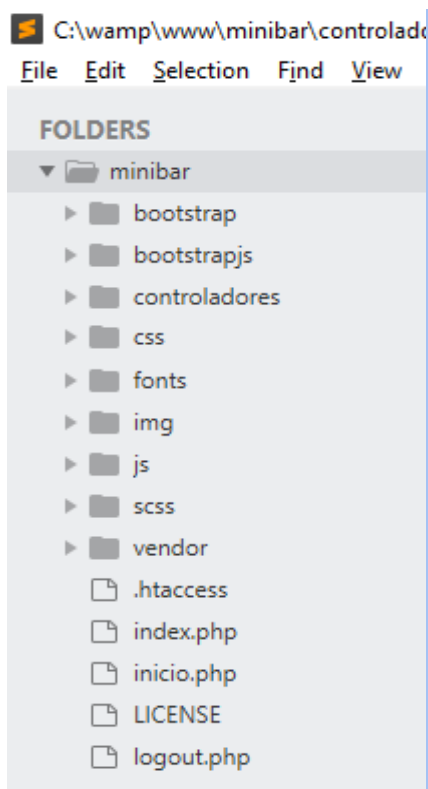 C:\wamp\www\minibar\controlad
File Edit Selection Find View
FOLDERS
minibar
bootstrap
bootstrapjs
controladores
css
fonts
img
js
scss
vendor
.htaccess
index.php
inicio.php
LICENSE
logout.php